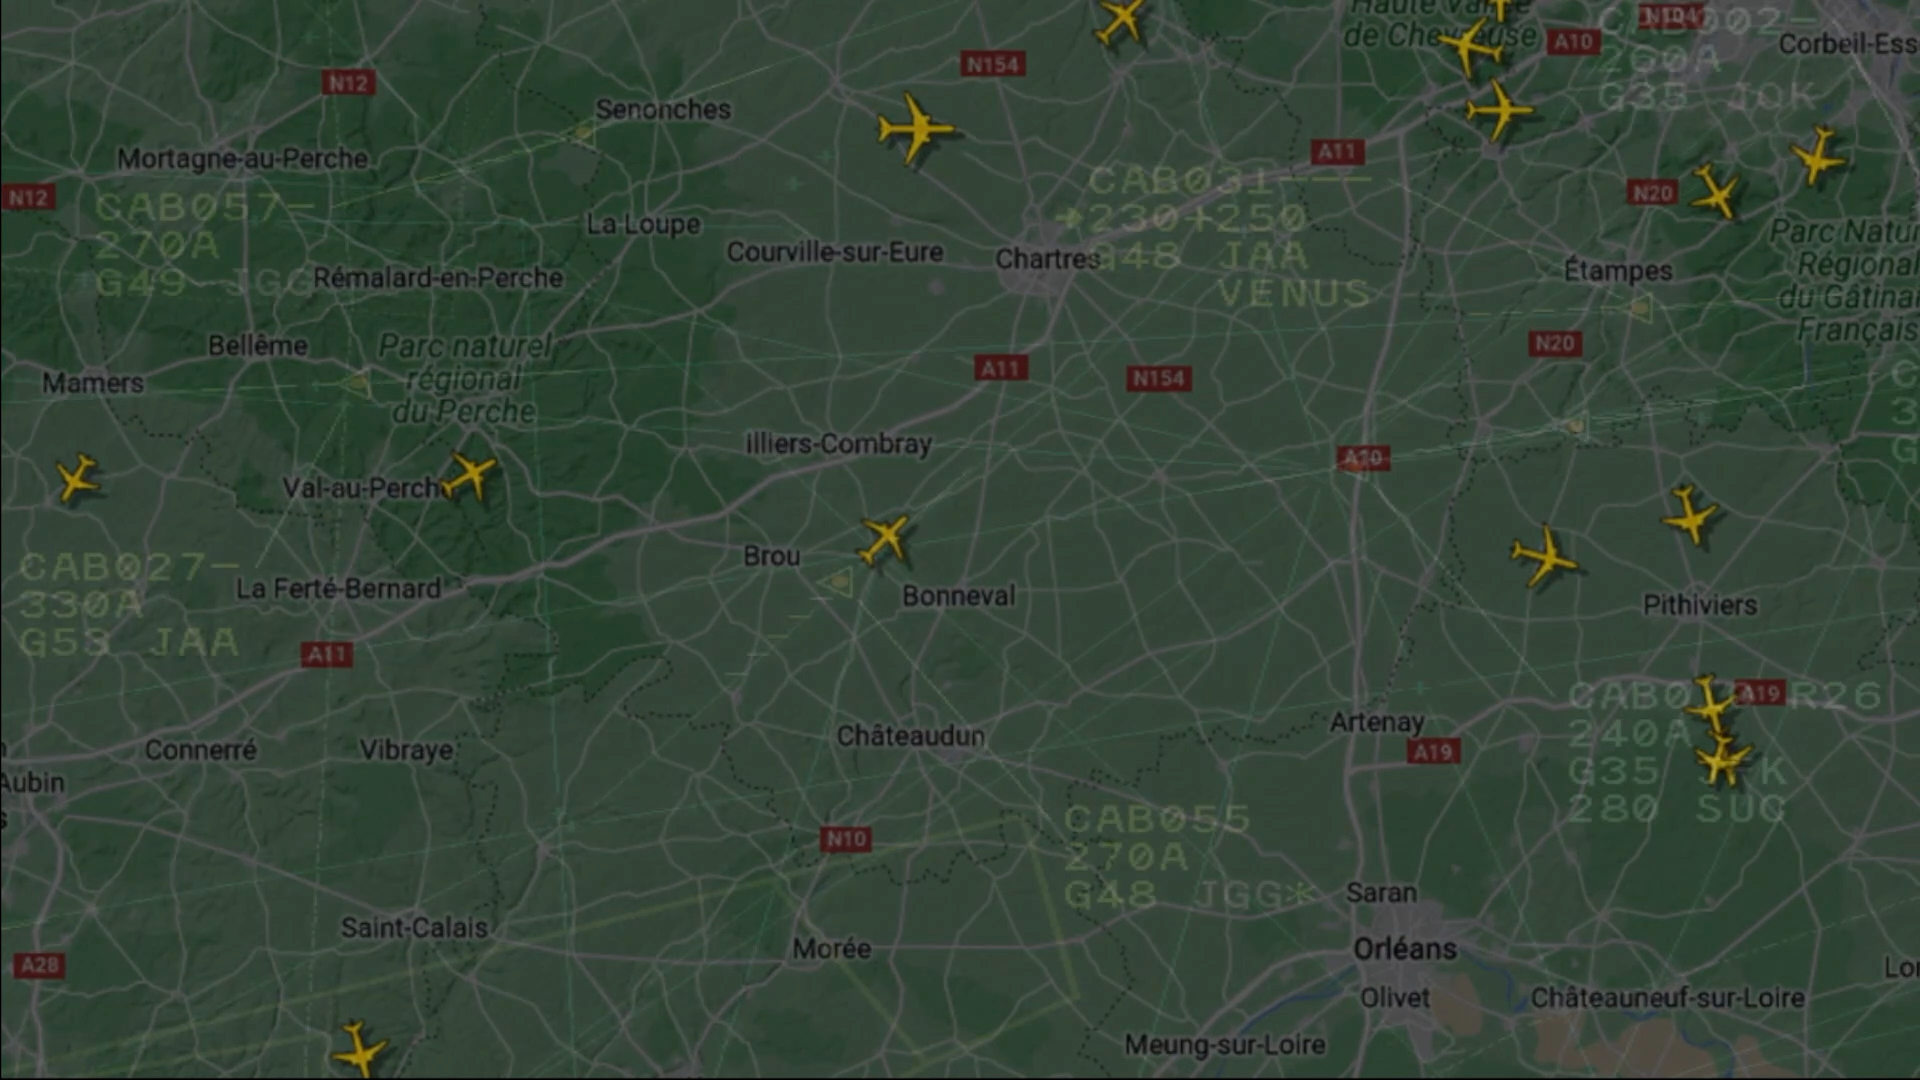 Haute Vallée
de Chevreuse
N104
A10
CAB002-
260A
G35 JOK
Corbeil-Ess
N154
N12
Senonches
Mortagne-au-Perche
A11
N12
CAB057-
270A
G49 JGG
La Loupe
CAB031---
→230+250
G48 JAA
VENUS
N20
Courville-sur-Eure
Chartres
Étampes
Parc Natur
Régional
du Gâtinai
Français
Rémalard-en-Perche
Bellême
Parc naturel
régional
du Perche
Mamers
A11
N154
N20
illiers-Combray
A10
Val-au-Perche
Brou
Bonneval
CAB027-
330A
G53 JAA
La Ferté-Bernard
A11
Pithiviers
Connerré
Vibraye
Châteaudun
Artenay
A19
A19
R26
240A
G35 K
280 SUC
Aubin
CAB055
270A
G48 JGG*
N10
Saran
Saint-Calais
Morée
Orléans
A28
Olivet
Châteauneuf-sur-Loire
Lor
Meung-sur-Loire